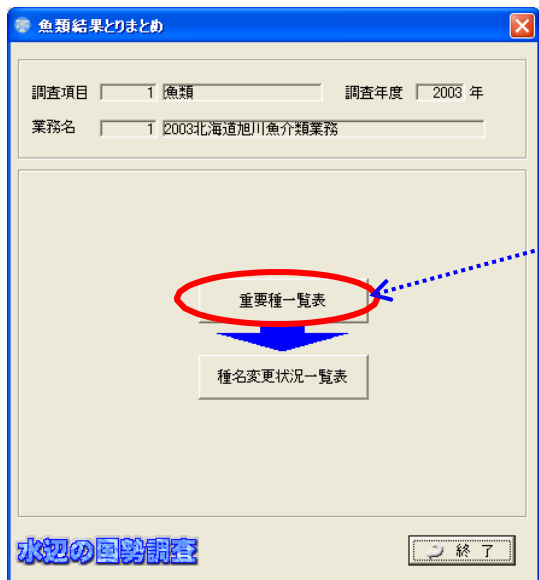 魚類結果とりまとめ
調査項目 1 魚類 調査年度 2003 年
業務名 1 2003北海道旭川魚介類業務
重要種一覧表
種名変更状況一覧表
水辺の国勢調査
終 了